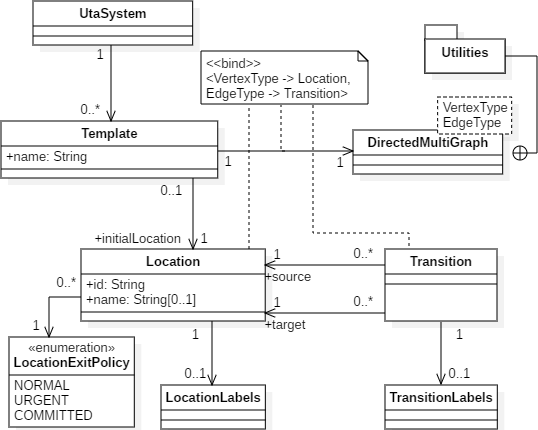 UtaSystem
1
0..*
<<bind>>
<VertexType -> Location,
EdgeType -> Transition>
Utilities
VertexType
EdgeType
Template
+name: String
1
1
DirectedMultiGraph
0..1
+initialLocation
1
Location
+id: String
+name: String[0..1]
1
0..*
+source
1
0..*
+target
Transition
0..*
1
«enumeration»
LocationExitPolicy
NORMAL
URGENT
COMMITTED
1
0..1
LocationLabels
1
0..1
TransitionLabels